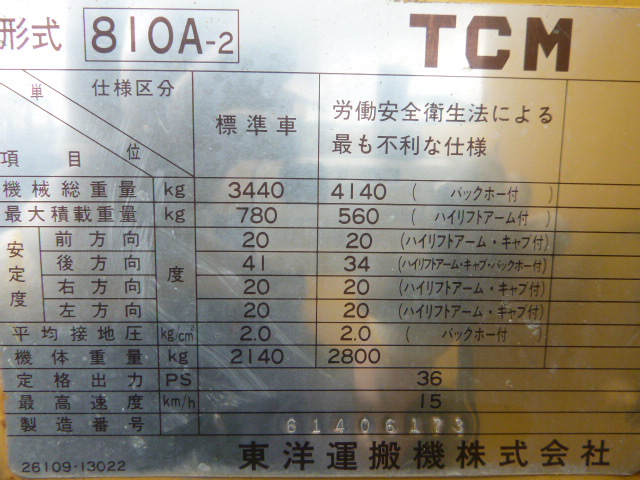 形式 810A-2 TCM
単位 仕様区分
項目 標準車 労働安全衛生法による
最も不利な仕様
機械総重量 kg 3440 4140 (バックホー付)
最大積載重量 kg 780 560 (ハイリフトアーム付)
安定度 前方向 度 20 20 (ハイリフトアーム・キャブ付)
後方向 41 34 (ハイリフトアーム・キャブ・バックホー付)
右方向 20 20 (ハイリフトアーム・キャブ付)
左方向 20 20 (ハイリフトアーム・キャブ付)
平均接地圧 kg/cm² 2.0 2.0 (バックホー付)
機体重量 kg 2140 2800
定格出力 PS 36
最高速度 km/h 15
製造番号 61406173
26109-13022 東洋運搬機株式会社